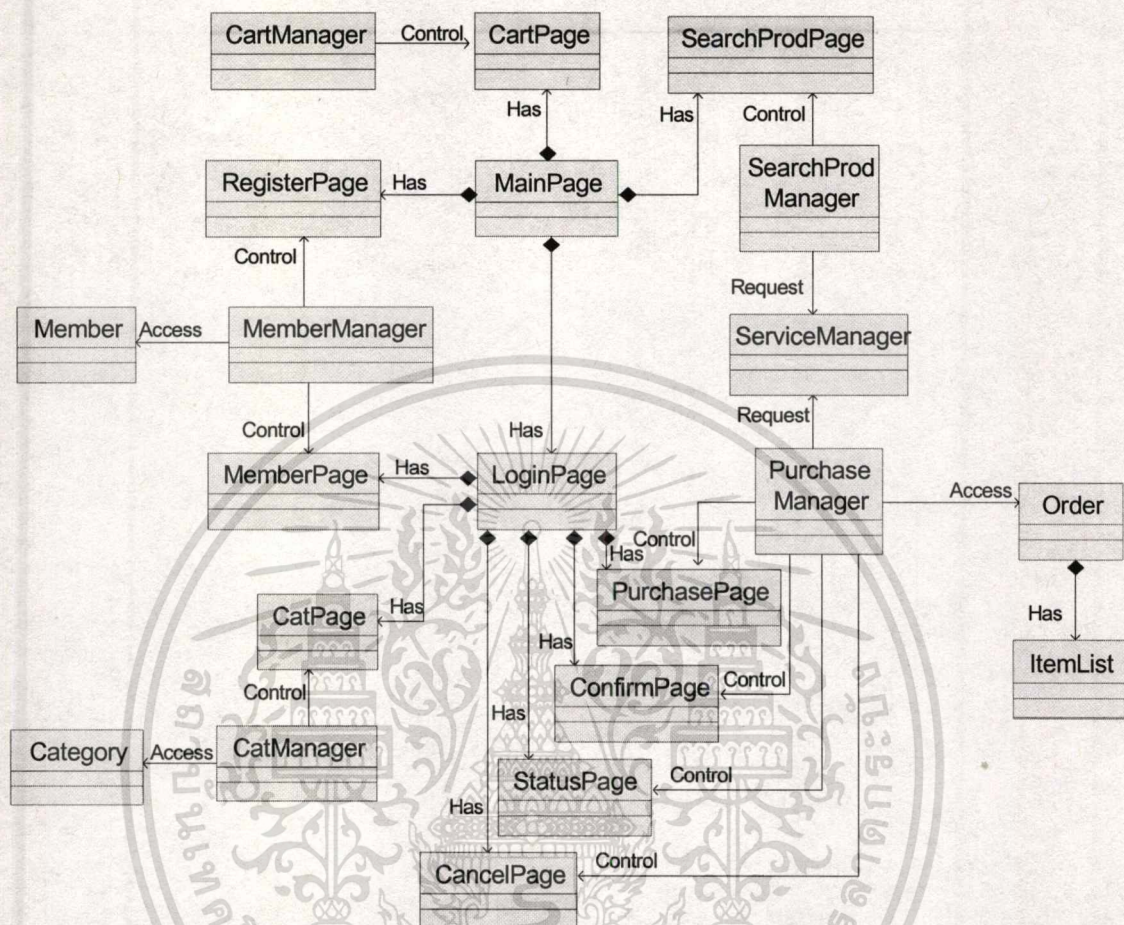 CartManager
Control
CartPage
SearchProdPage
Has
Has
Control
RegisterPage
Has
MainPage
SearchProd
Manager
Control
Request
Member
Access
MemberManager
ServiceManager
Control
Has
Request
MemberPage
Has
LoginPage
Purchase
Manager
Access
Order
Control
Has
PurchasePage
CatPage
Has
Has
Has
ItemList
Control
ConfirmPage
Control
Has
Category
Access
CatManager
StatusPage
Control
Has
CancelPage
Control